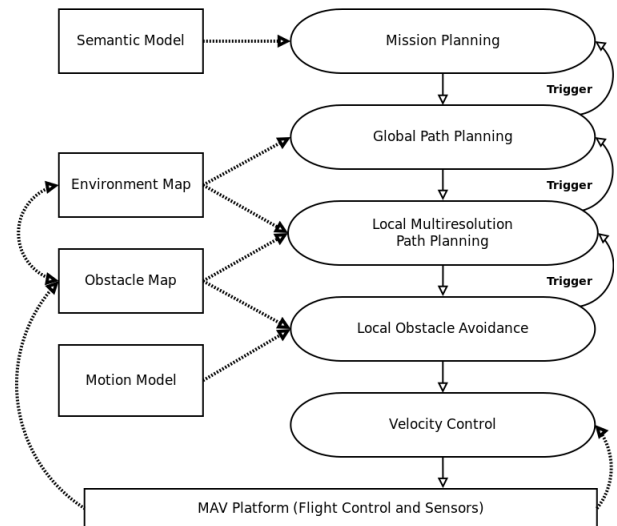 Semantic Model
Mission Planning
Trigger
Global Path Planning
Trigger
Environment Map
Local Multiresolution
Path Planning
Obstacle Map
Trigger
Local Obstacle Avoidance
Motion Model
Velocity Control
MAV Platform (Flight Control and Sensors)